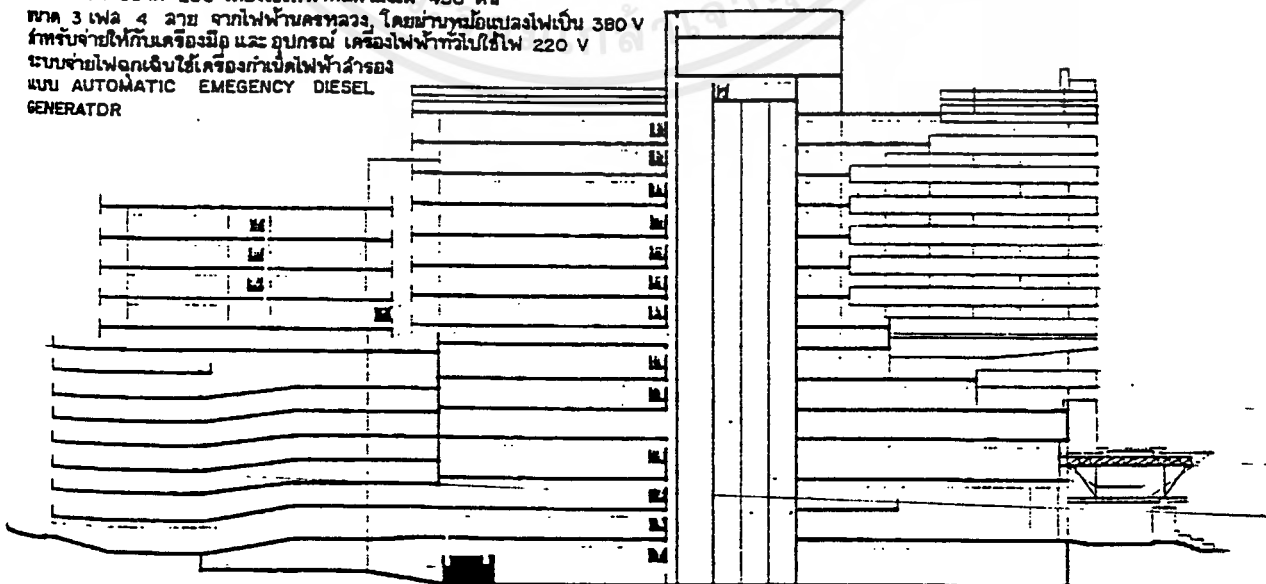 ขนาด 3 เฟส 4 สาย จากไฟฟ้านครหลวง, โดยผ่านหม้อแปลงไฟเป็น 380 V
สำหรับจ่ายให้กับเครื่องมือ และ อุปกรณ์ เครื่องไฟฟ้าทั่วไปใช้ไฟ 220 V
ระบบจ่ายไฟฉุกเฉินใช้เครื่องกำเนิดไฟฟ้าสำรอง
แบบ AUTOMATIC EMEGENCY DIESEL
GENERATOR